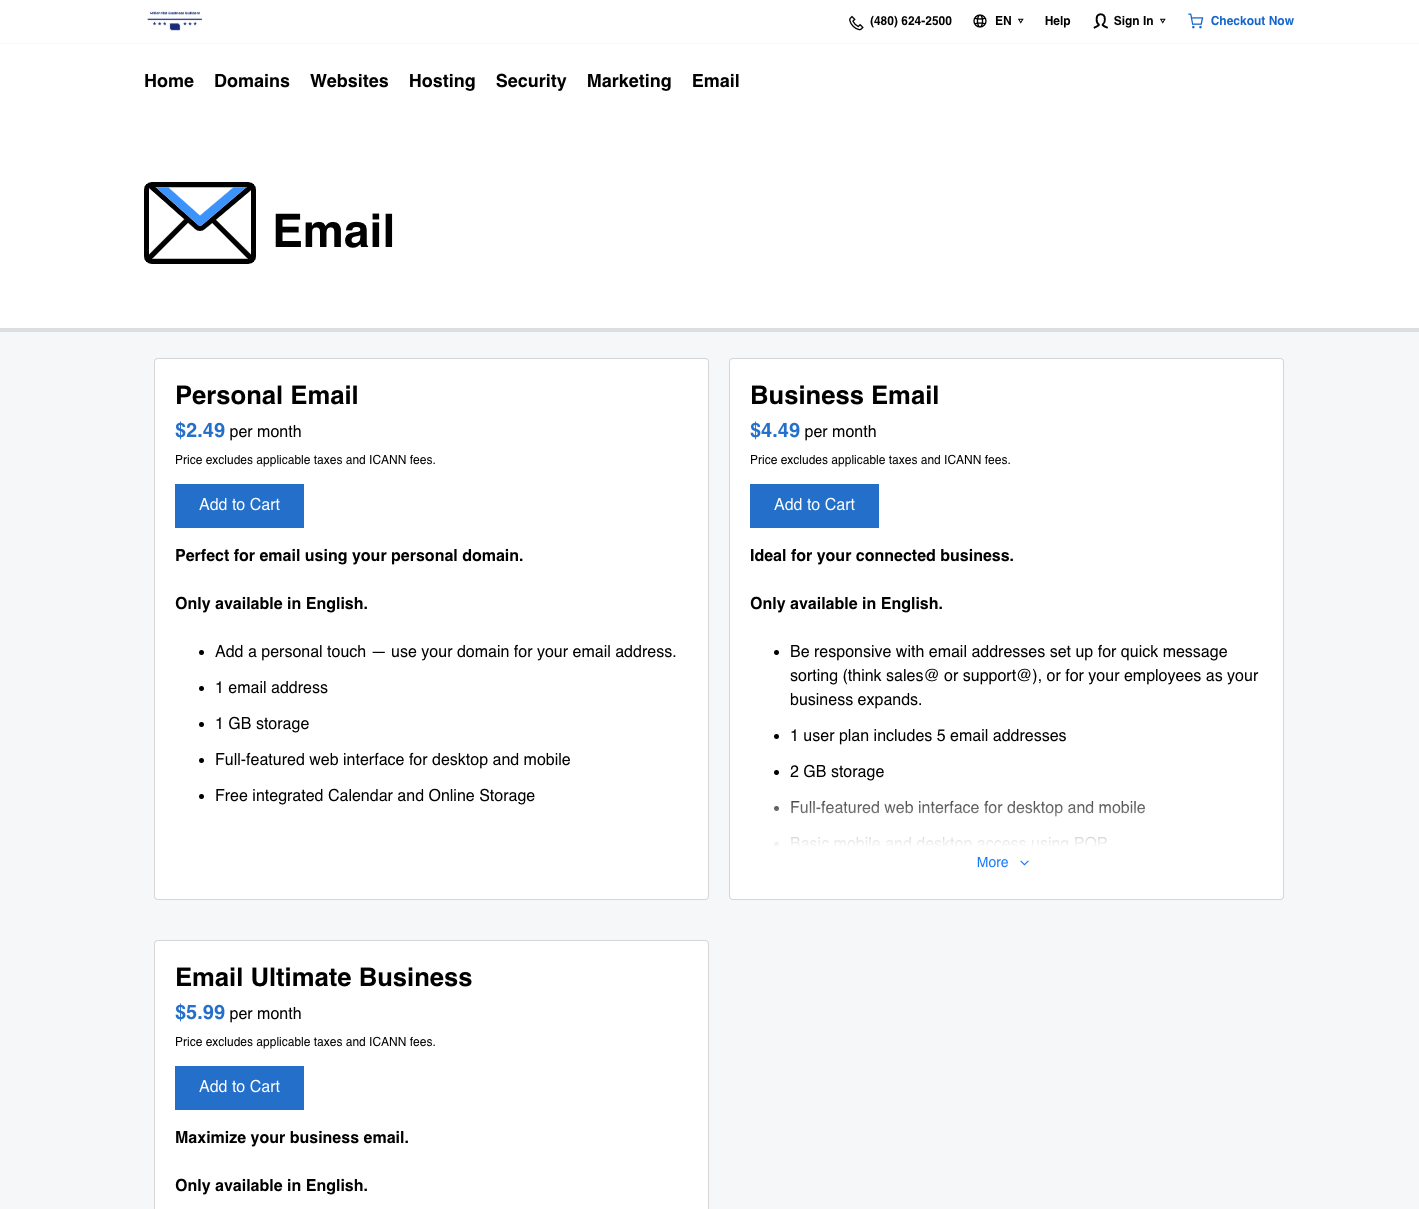 (480) 624-2500
EN
Help
Sign In
Checkout Now
Home
Domains
Websites
Hosting
Security
Marketing
Email
Email
Personal Email
$2.49 per month
Price excludes applicable taxes and ICANN fees.
Add to Cart
Perfect for email using your personal domain.
Only available in English.
Add a personal touch — use your domain for your email address.
1 email address
1 GB storage
Full-featured web interface for desktop and mobile
Free integrated Calendar and Online Storage
Business Email
$4.49 per month
Price excludes applicable taxes and ICANN fees.
Add to Cart
Ideal for your connected business.
Only available in English.
Be responsive with email addresses set up for quick message
sorting (think sales@ or support@), or for your employees as your
business expands.
1 user plan includes 5 email addresses
2 GB storage
Full-featured web interface for desktop and mobile
Basic mobile and desktop access using POP
More
Email Ultimate Business
$5.99 per month
Price excludes applicable taxes and ICANN fees.
Add to Cart
Maximize your business email.
Only available in English.